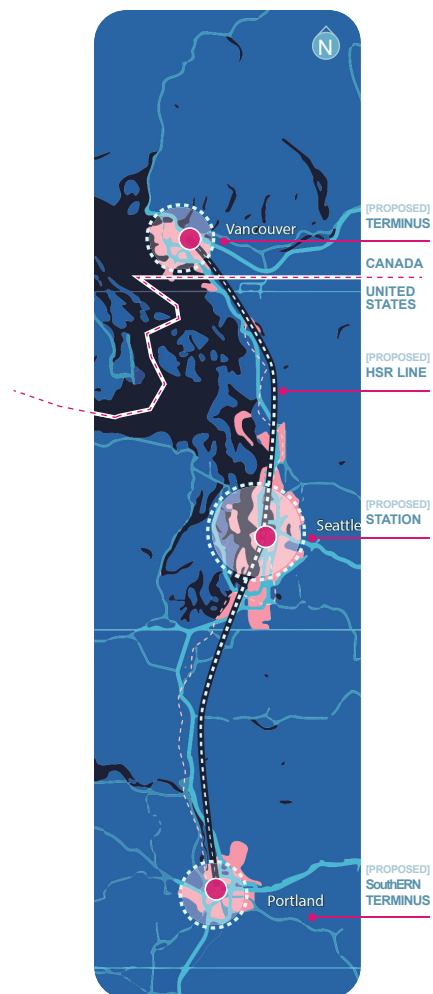 N
[PROPOSED]
TERMINUS
Vancouver
CANADA
UNITED
STATES
[PROPOSED]
HSR LINE
[PROPOSED]
STATION
Seattle
[PROPOSED]
SouthERN
TERMINUS
Portland